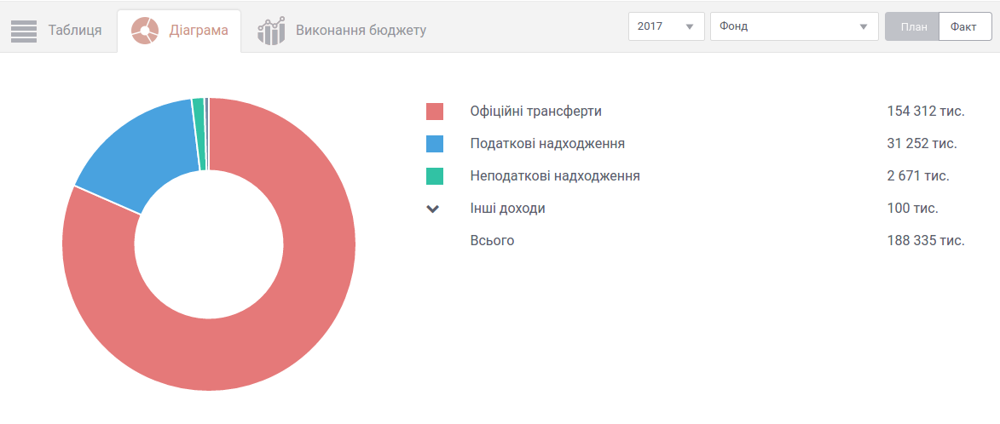 Таблиця Діаграма Виконання бюджету 2017 Фонд План Факт
Офіційні трансферти 154 312 тис.
Податкові надходження 31 252 тис.
Неподаткові надходження 2 671 тис.
Інші доходи 100 тис.
Всього 188 335 тис.